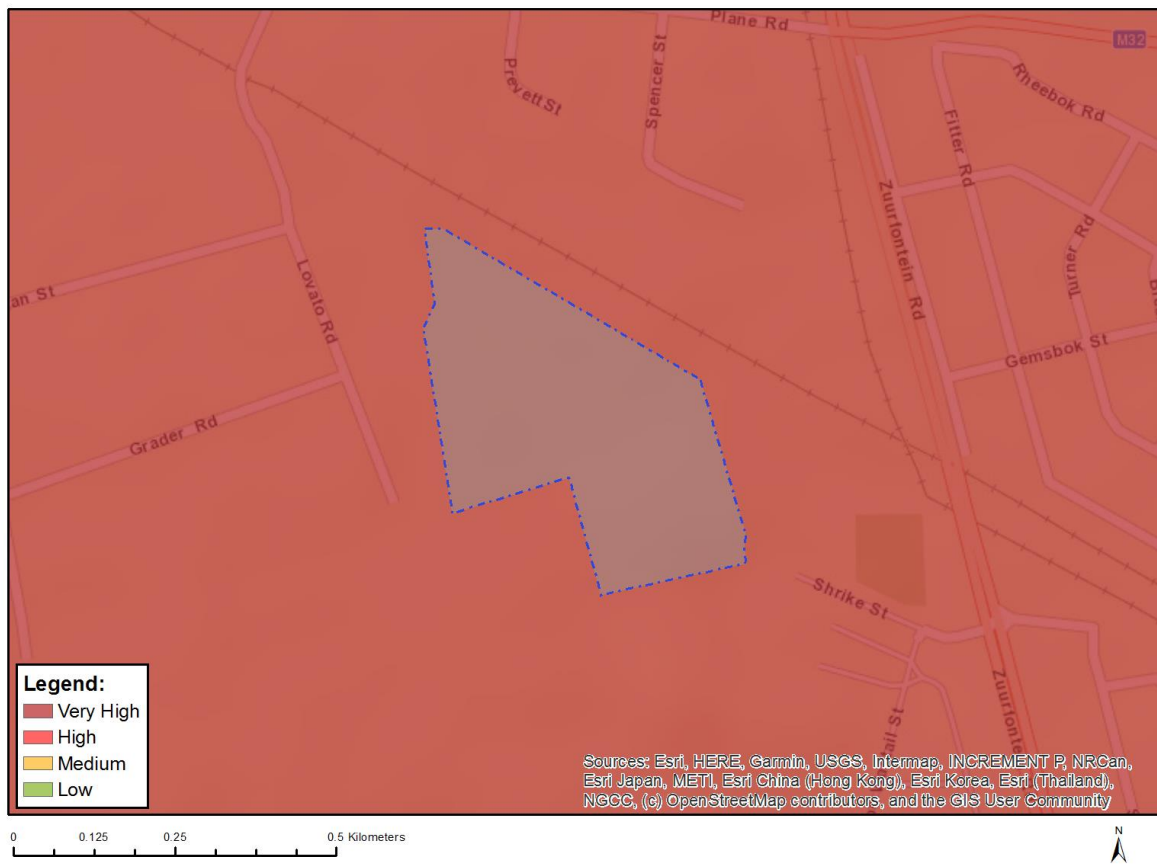 Plane Rd
M32
Prevett St
Spencer St
Rheebok Rd
Fitter Rd
Zuurfontein Rd
Turner Rd
an St
Lovato Rd
Gemsbok St
Grader Rd
Shrike St
Zuurfontein
Legend:
Very High
High
Medium
Low
Sources: Esri, HERE, Garmin, USGS, Intermap, INCREMENT P, NRCan,
Esri Japan, METI, Esri China (Hong Kong), Esri Korea, Esri (Thailand),
NGCC, (c) OpenStreetMap contributors, and the GIS User Community
0 0.125 0.25 0.5 Kilometers
N